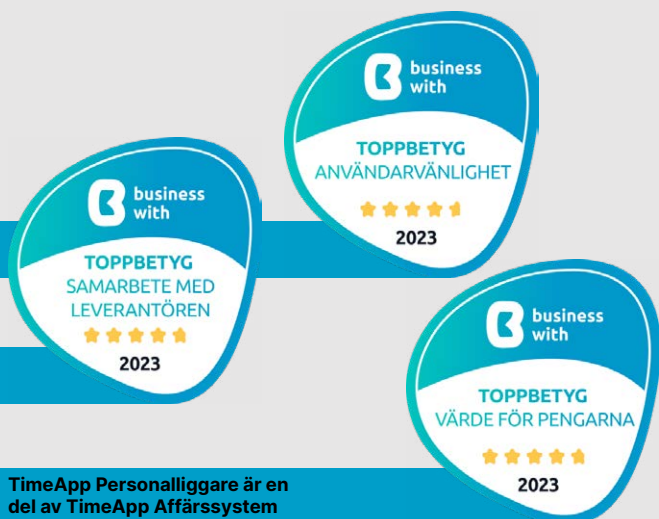 business
with
TOPPBETYG
ANVÄNDARVÄNLIGHET
2023
business
with
TOPPBETYG
SAMARBETE MED
LEVERANTÖREN
2023
business
with
TOPPBETYG
VÄRDE FÖR PENGARNA
2023
TimeApp Personalliggare är en
del av TimeApp Affärssystem